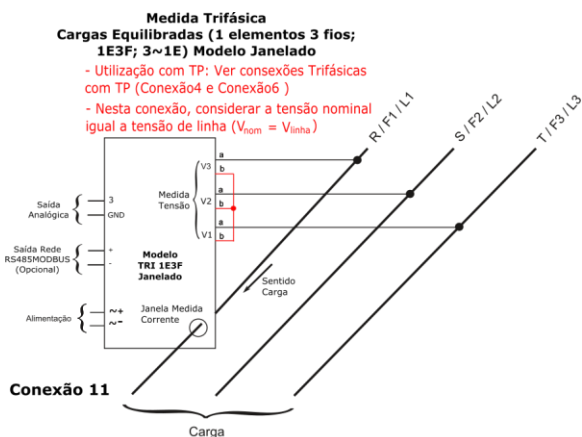 Medida Trifásica
Cargas Equilibradas (1 elementos 3 fios;
1E3F; 3~1E) Modelo Janelado
- Utilização com TP: Ver consexões Trifásicas
com TP (Conexão4 e Conexão6 )
- Nesta conexão, considerar a tensão nominal
igual a tensão de linha (Vnom = Vlinha)
R / F1 / L1
S / F2 / L2
T / F3 / L3
a
V3
b
a
Medida
Tensão
V2
b
a
V1
b
Saída
Analógica
3
GND
Saída Rede
RS485MODBUS
(Opcional)
+
-
Modelo
TRI 1E3F
Janelado
Sentido
Carga
Alimentação
~+
~-
Janela Medida
Corrente
Conexão 11
Carga